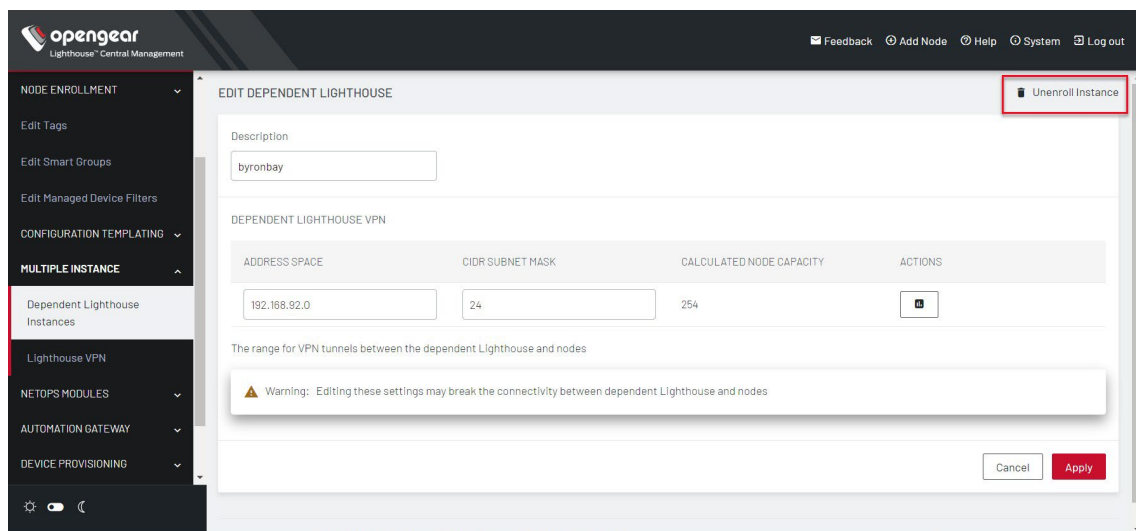 opengear
Lighthouse™ Central Management
Feedback Add Node Help System Log out
NODE ENROLLMENT
Edit Tags
Edit Smart Groups
Edit Managed Device Filters
CONFIGURATION TEMPLATING
MULTIPLE INSTANCE
Dependent Lighthouse
Instances
Lighthouse VPN
NETOPS MODULES
AUTOMATION GATEWAY
DEVICE PROVISIONING
EDIT DEPENDENT LIGHTHOUSE
Unenroll Instance
Description
byronbay
DEPENDENT LIGHTHOUSE VPN
ADDRESS SPACE CIDR SUBNET MASK CALCULATED NODE CAPACITY ACTIONS
192.168.92.0 24 254
The range for VPN tunnels between the dependent Lighthouse and nodes
Warning: Editing these settings may break the connectivity between dependent Lighthouse and nodes
Cancel Apply